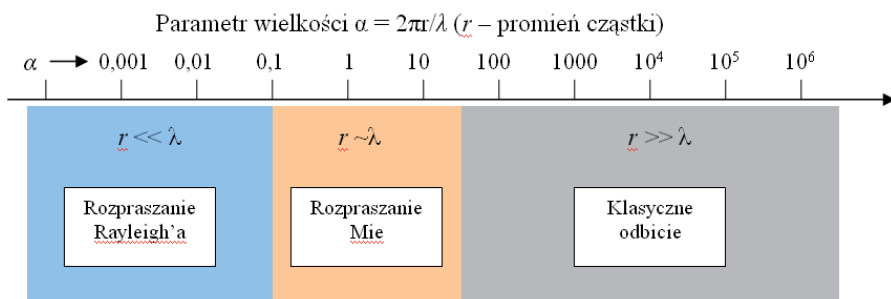 Parametr wielkości α = 2πr/λ (r – promień cząstki)
α 0,001 0,01 0,1 1 10 100 1000 10⁴ 10⁵ 10⁶
r << λ r ~λ r >> λ
Rozpraszanie Rayleigh'a
Rozpraszanie Mie
Klasyczne odbicie